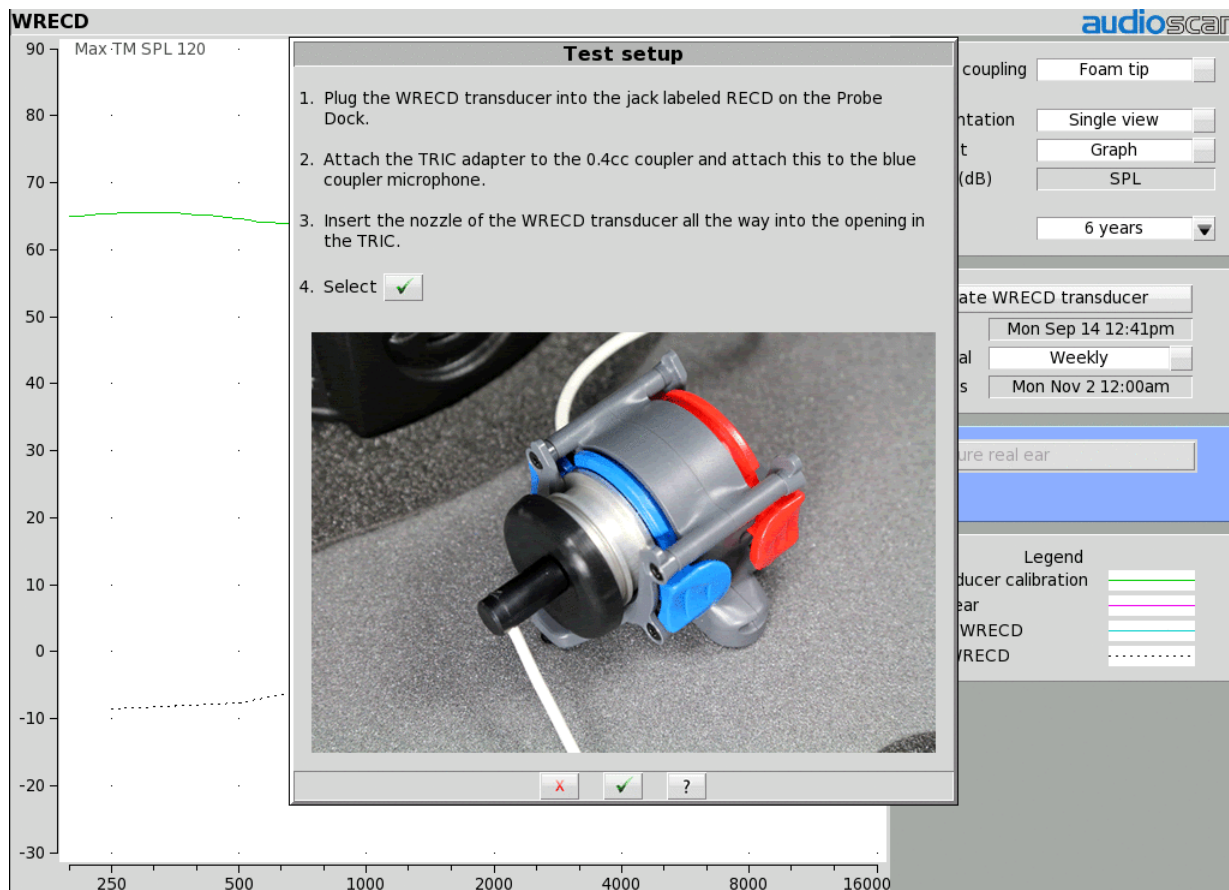 WRECD
audioscan
Max TM SPL 120
90
80
70
60
50
40
30
20
10
0
-10
-20
-30
250 500 1000 2000 4000 8000 16000
Test setup
1. Plug the WRECD transducer into the jack labeled RECD on the Probe
Dock.
2. Attach the TRIC adapter to the 0.4cc coupler and attach this to the blue
coupler microphone.
3. Insert the nozzle of the WRECD transducer all the way into the opening in
the TRIC.
4. Select
X ?
coupling Foam tip
ntation Single view
t Graph
(dB) SPL
6 years
ate WRECD transducer
Mon Sep 14 12:41pm
al Weekly
s Mon Nov 2 12:00am
ure real ear
Legend
ducer calibration
ear
WRECD
WRECD